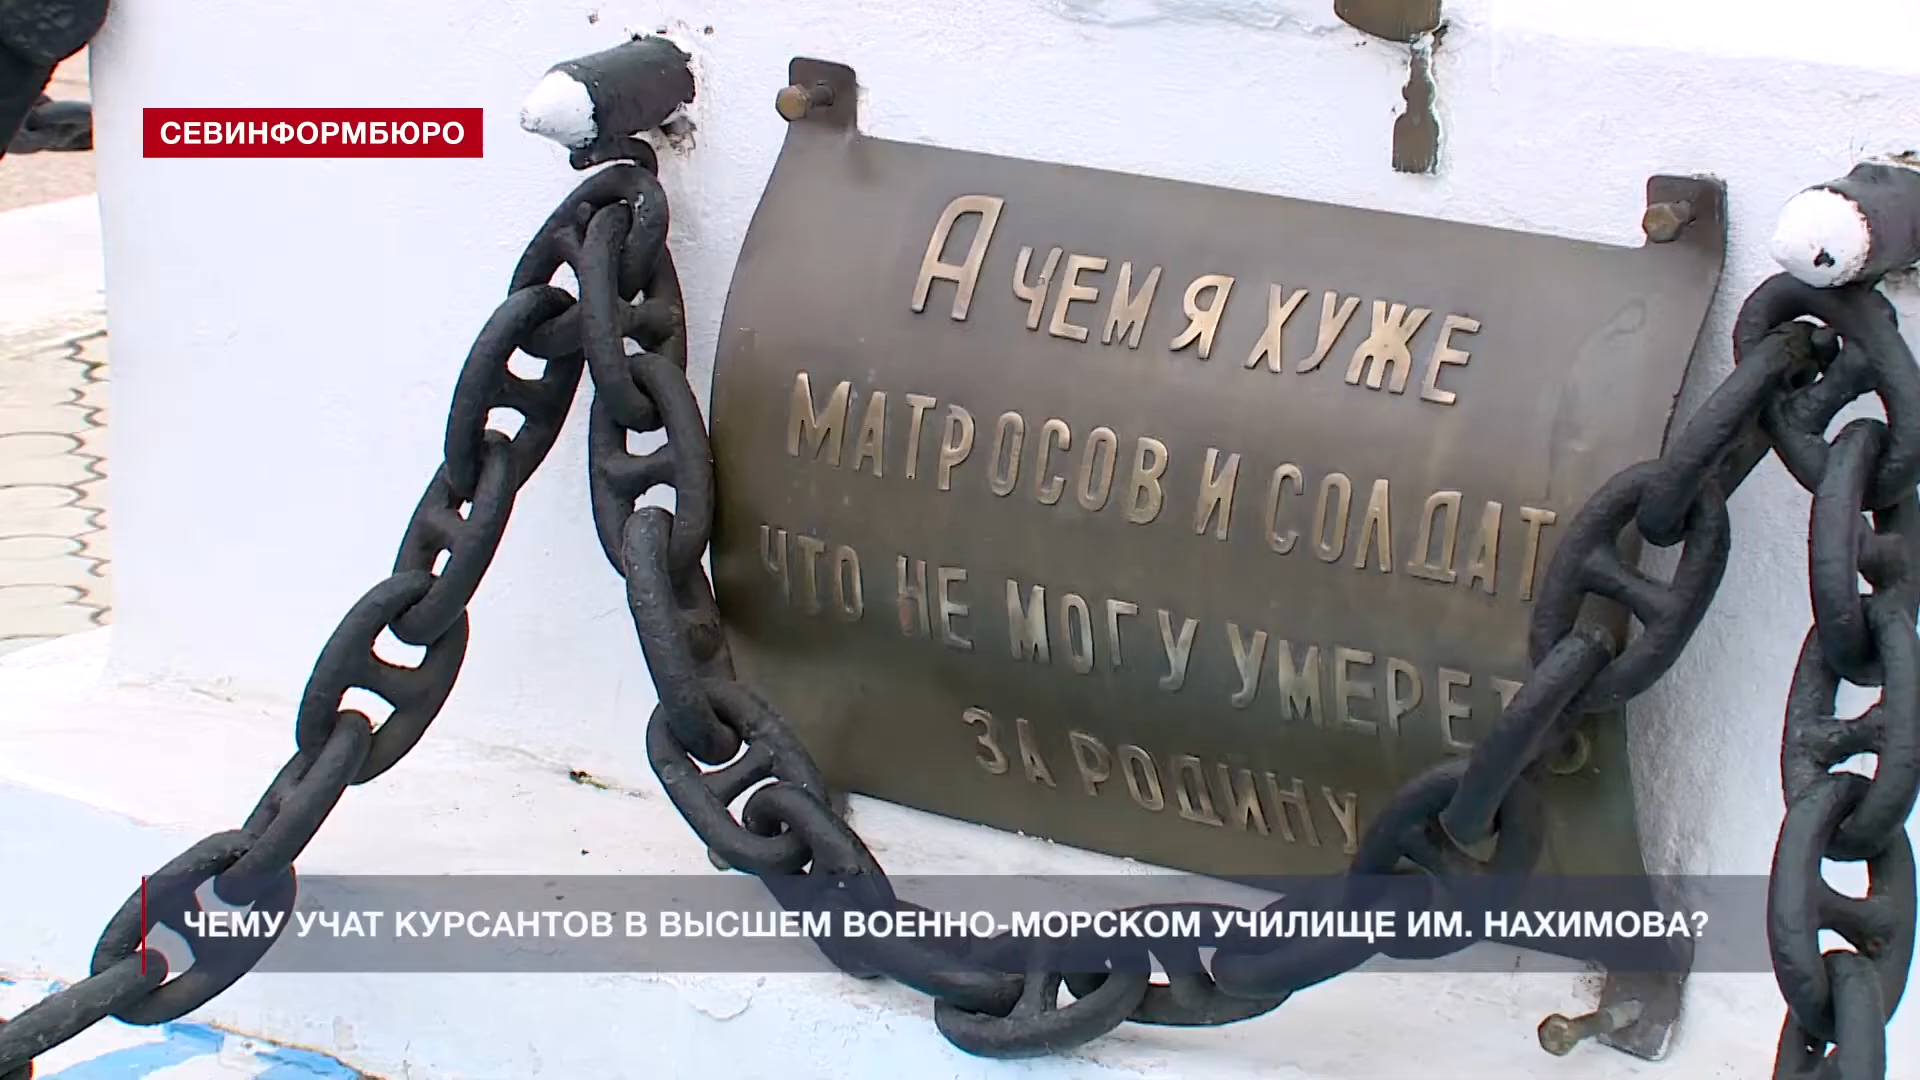 СЕВИНФОРМБЮРО
А ЧЕМ Я ХУЖЕ
МАТРОСОВ И СОЛДАТ
ЧТО НЕ МОГУ УМЕРЕТЬ
ЗА РОДИНУ
ЧЕМУ УЧАТ КУРСАНТОВ В ВЫСШЕМ ВОЕННО-МОРСКОМ УЧИЛИЩЕ ИМ. НАХИМОВА?